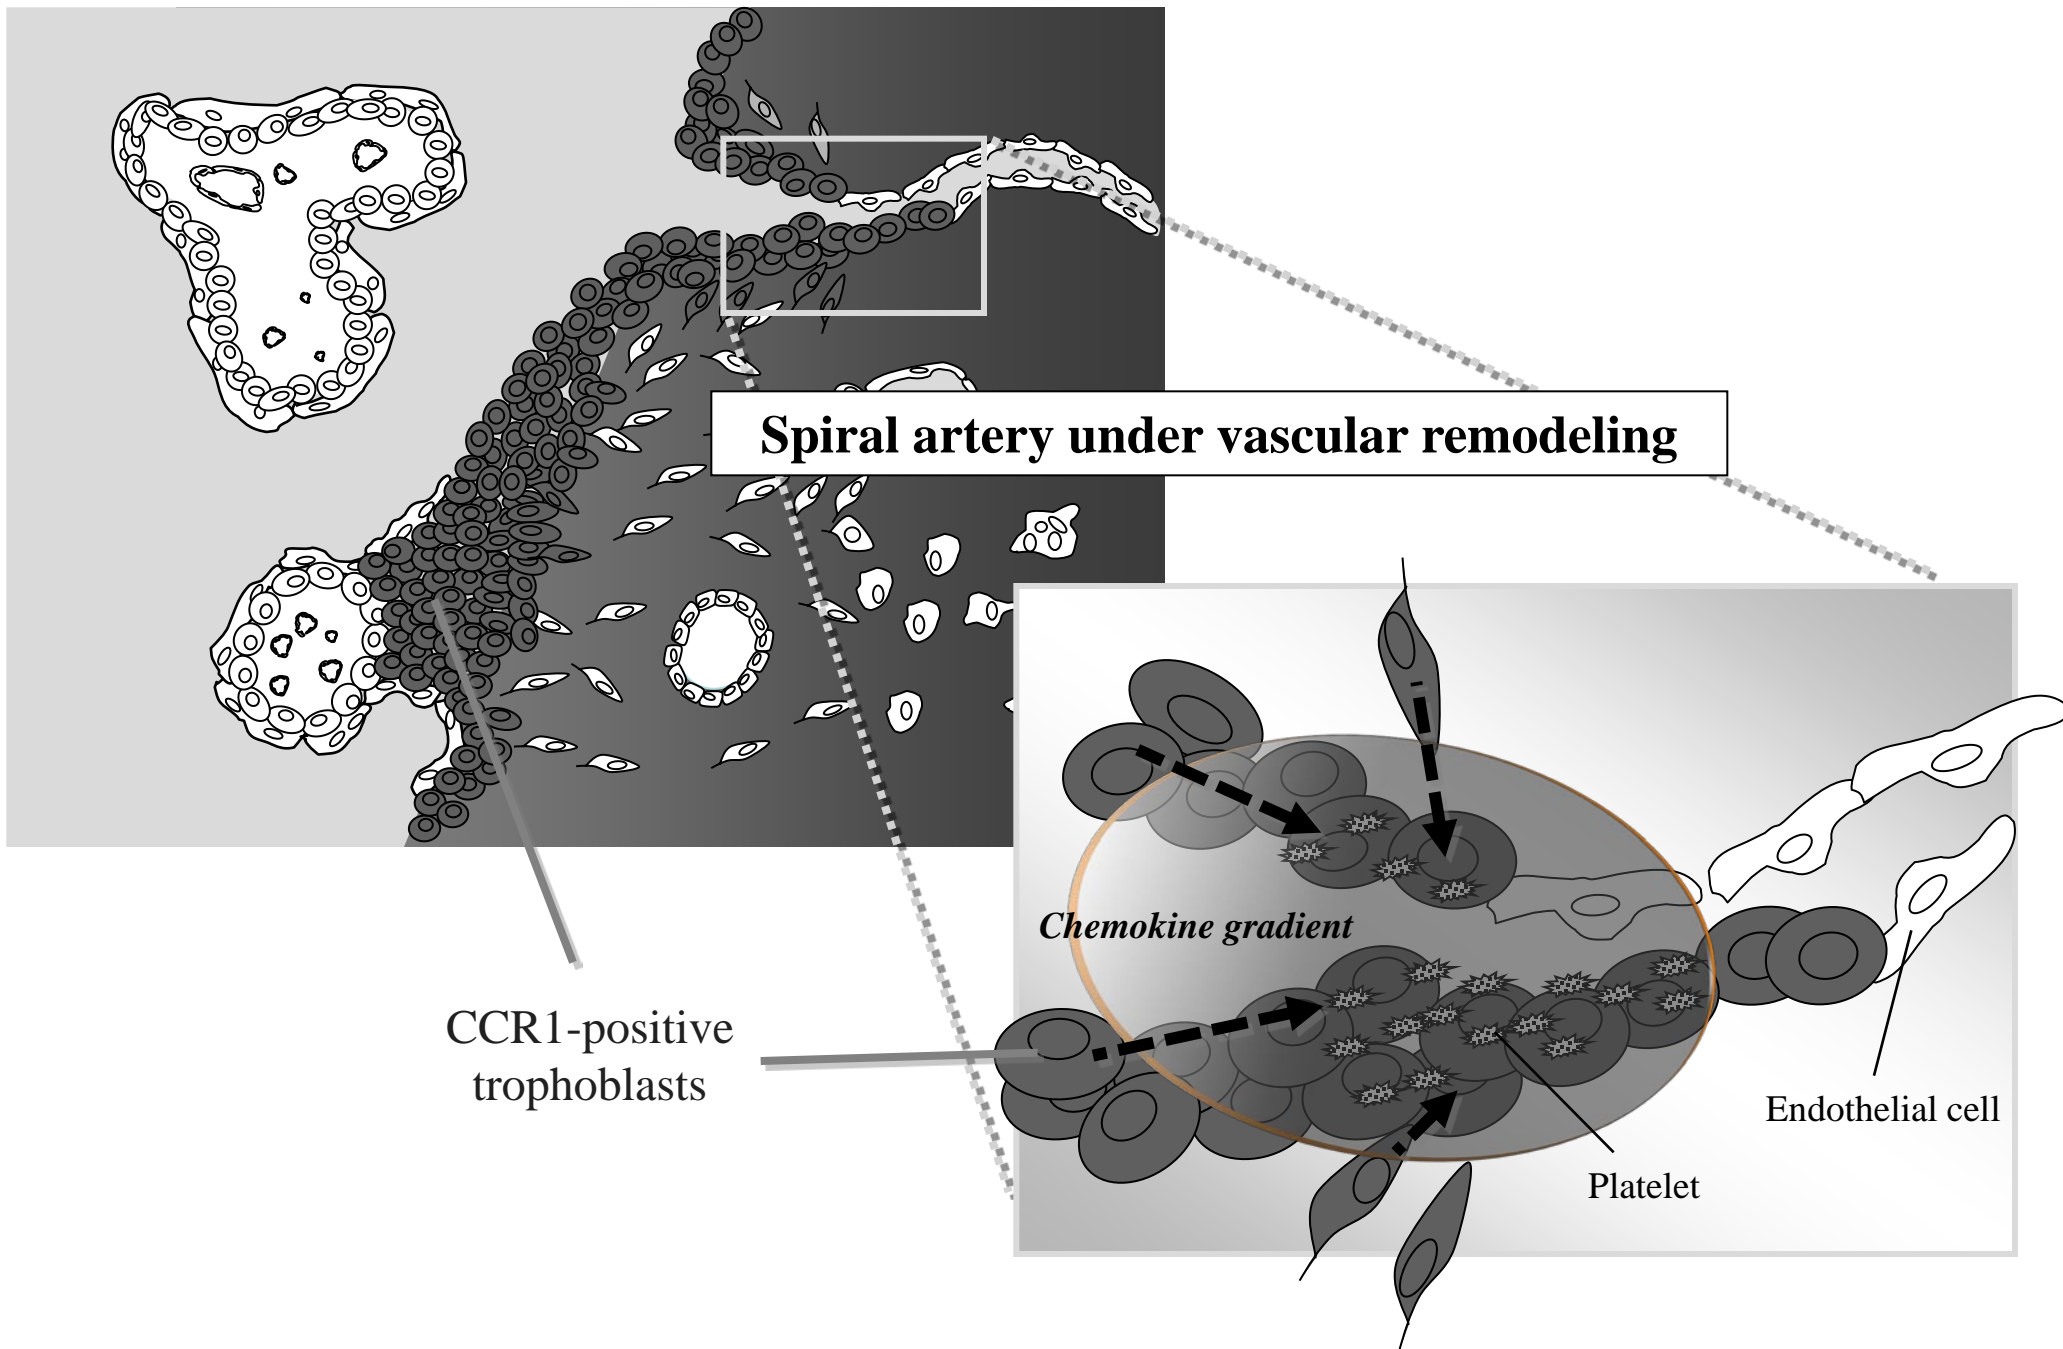 Spiral artery under vascular remodeling
Chemokine gradient
CCR1-positive
trophoblasts
Endothelial cell
Platelet